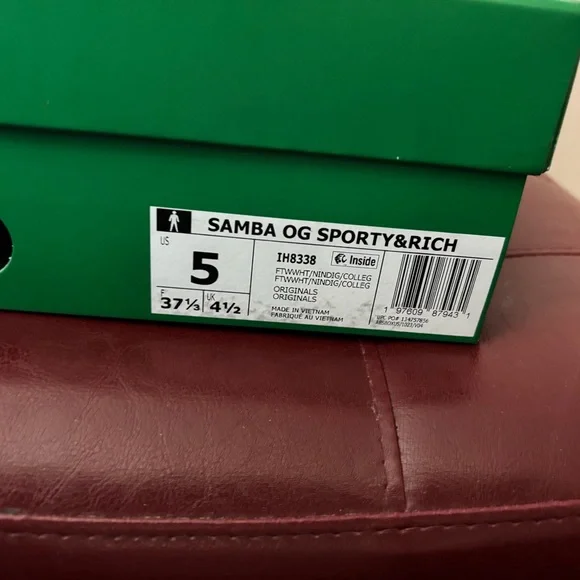 SAMBA OG SPORTY&RICH
US
5
F
37⅓
UK
4½
IH8338
Inside
FTWWHT/NINDIG/COLLEG
FTWWHT/NINDIG/COLLEG
ORIGINALS
ORIGINALS
MADE IN VIETNAM
FABRIQUÉ AU VIETNAM
1 97609 87943 1